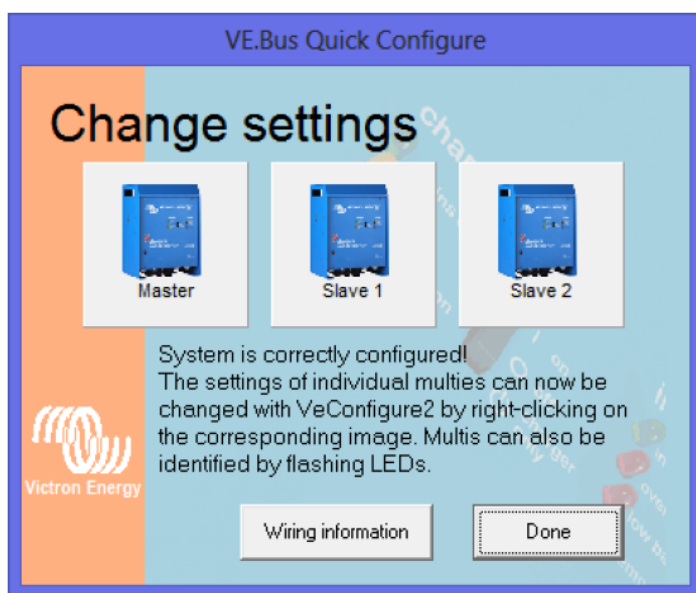 VE.Bus Quick Configure
Change settings
Master
Slave 1
Slave 2
System is correctly configured!
The settings of individual multies can now be
changed with VeConfigure2 by right-clicking on
the corresponding image. Multis can also be
identified by flashing LEDs.
Victron Energy
Wiring information
Done